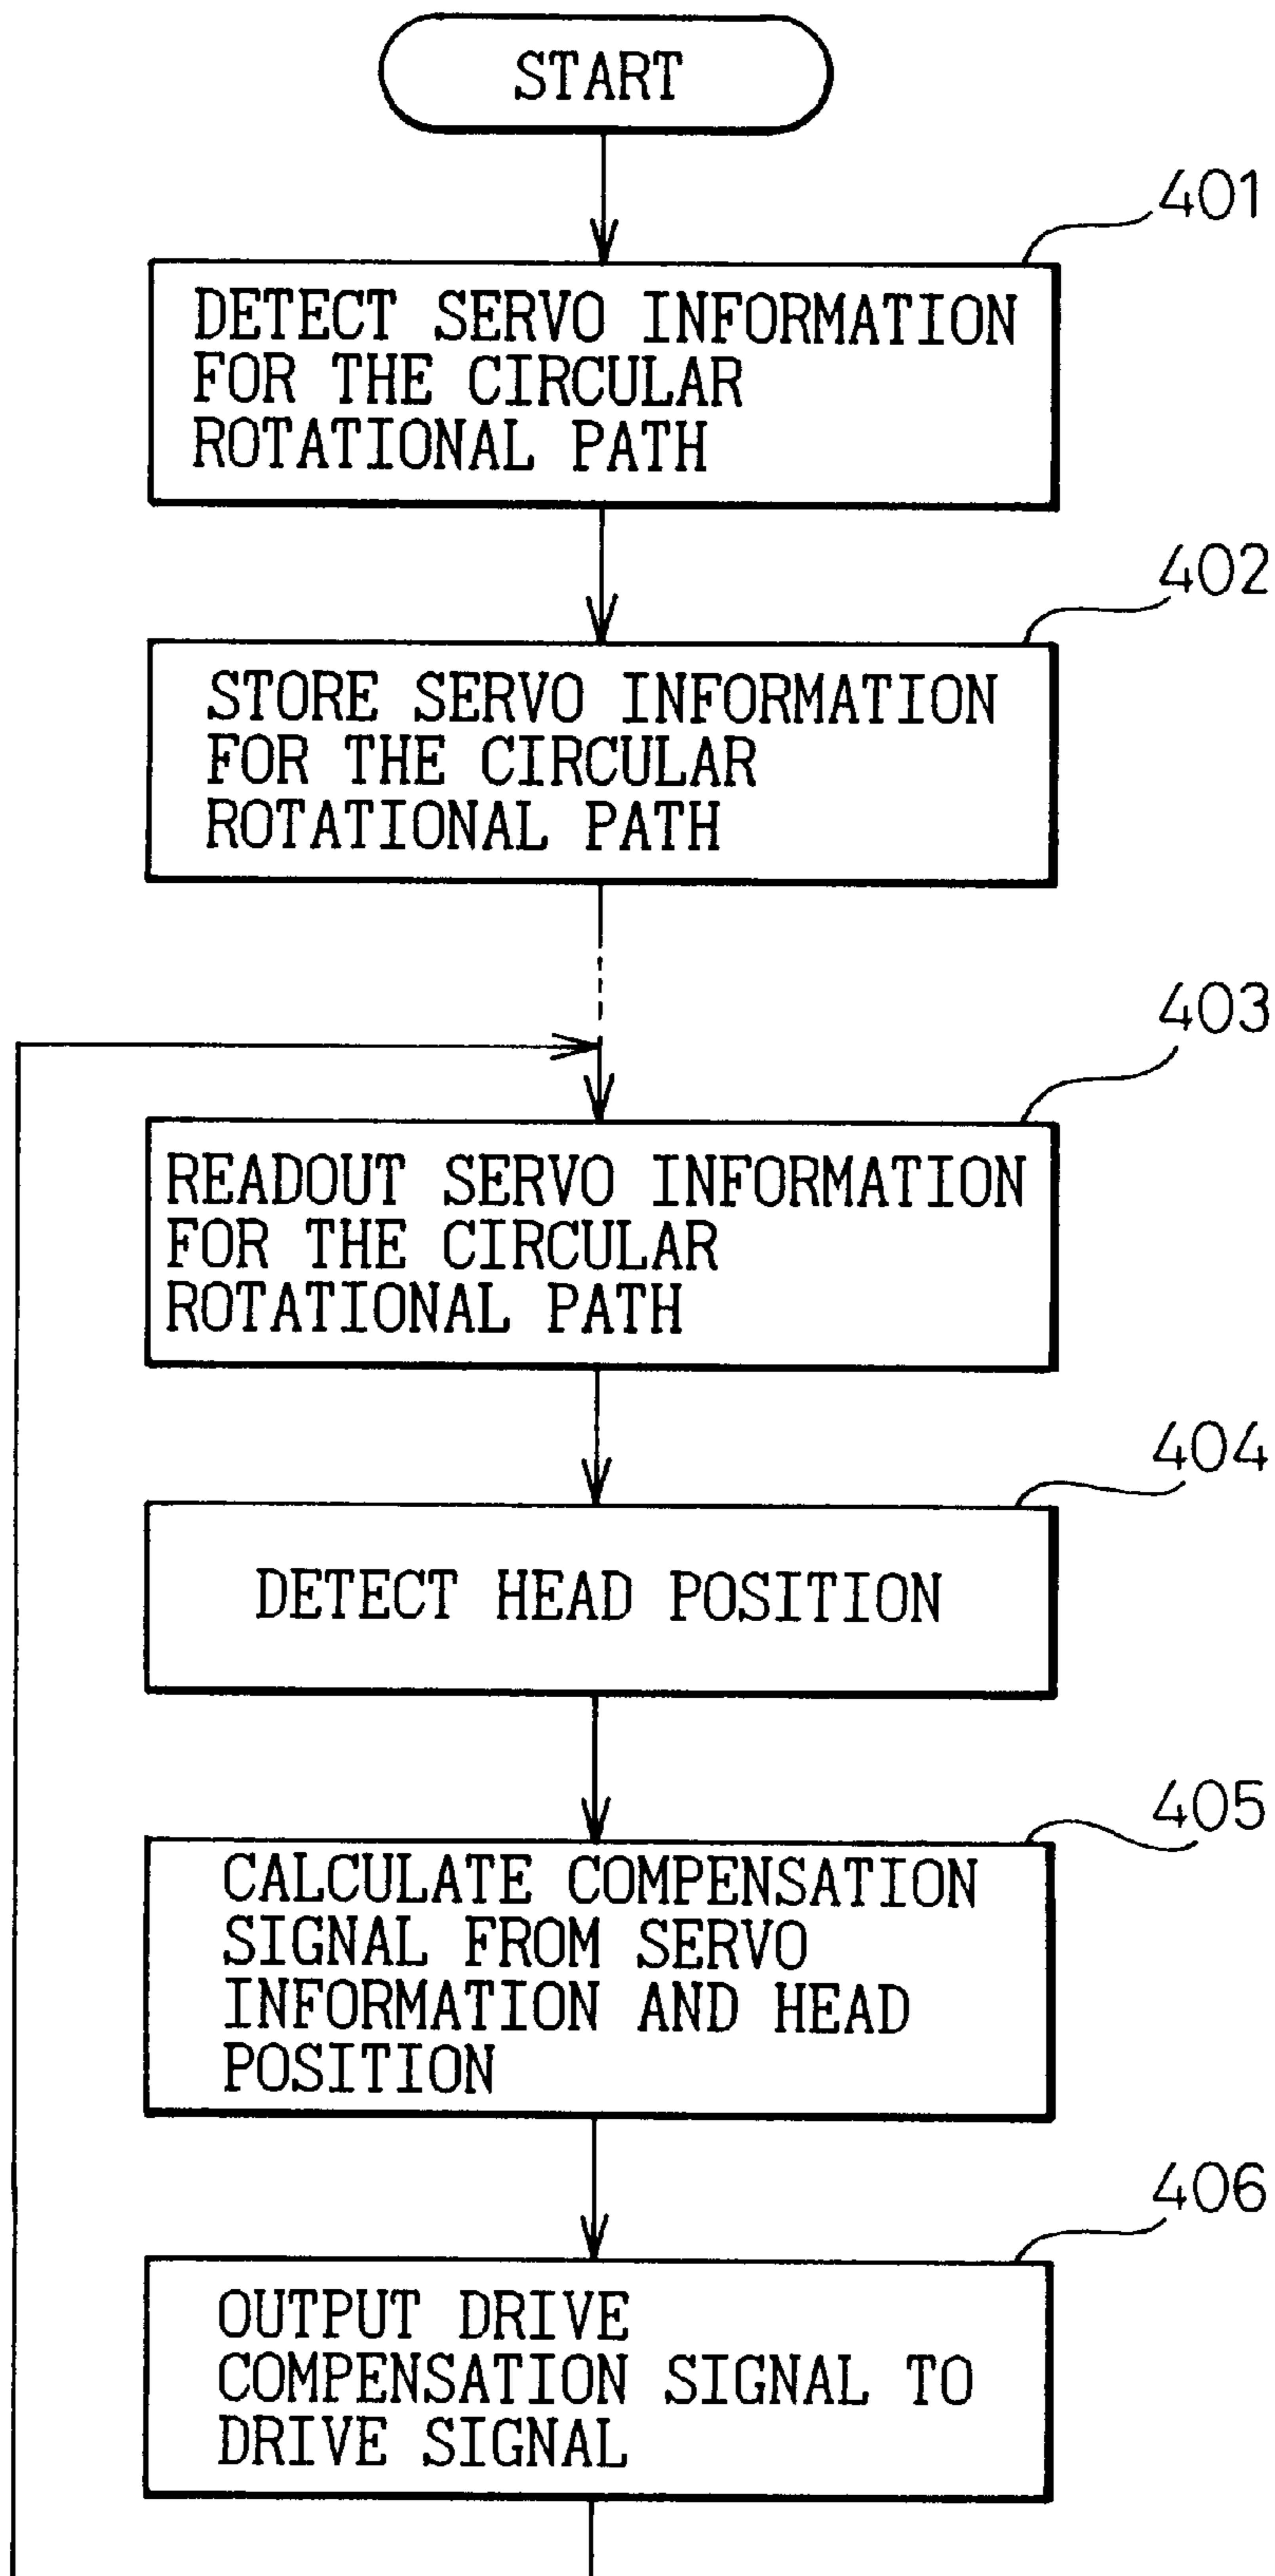 START
401
DETECT SERVO INFORMATION
FOR THE CIRCULAR
ROTATIONAL PATH
402
STORE SERVO INFORMATION
FOR THE CIRCULAR
ROTATIONAL PATH
403
READOUT SERVO INFORMATION
FOR THE CIRCULAR
ROTATIONAL PATH
404
DETECT HEAD POSITION
405
CALCULATE COMPENSATION
SIGNAL FROM SERVO
INFORMATION AND HEAD
POSITION
406
OUTPUT DRIVE
COMPENSATION SIGNAL TO
DRIVE SIGNAL